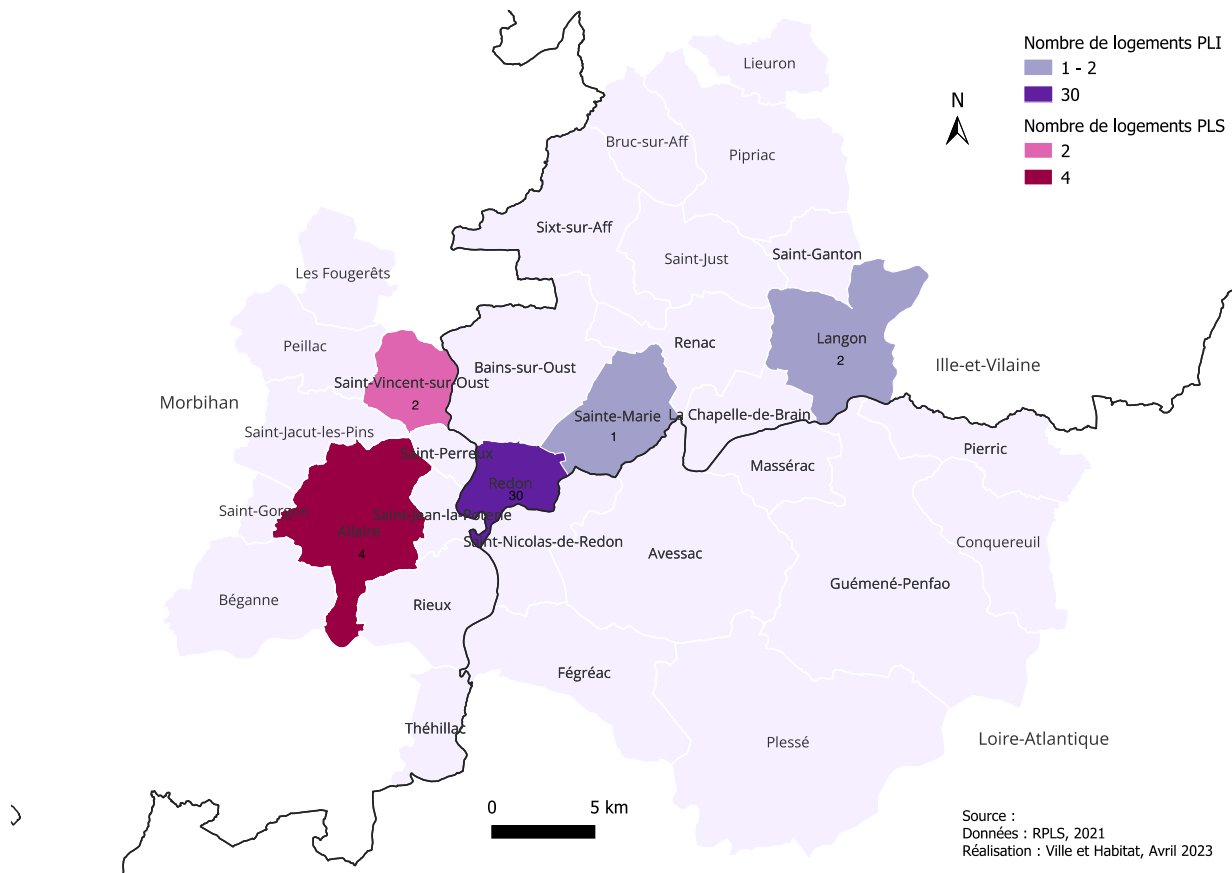 Nombre de logements PLI
1 - 2
30
Nombre de logements PLS
2
4
N
Lieuron
Bruc-sur-Aff
Pipriac
Sixt-sur-Aff
Saint-Just
Saint-Ganton
Les Fougerêts
Peillac
Renac
Langon
2
Bains-sur-Oust
Ille-et-Vilaine
Saint-Vincent-sur-Oust
2
Morbihan
Sainte-Marie
1
La Chapelle-de-Brain
Saint-Jacut-les-Pins
Saint-Perreux
Pierric
Massérac
Redon
30
Saint-Gorgon
Saint-Jean-la-Poterie
Allaire
4
Saint-Nicolas-de-Redon
Avessac
Conquereuil
Guémené-Penfao
Béganne
Rieux
Fégréac
Théhillac
Plessé
Loire-Atlantique
0 5 km
Source :
Données : RPLS, 2021
Réalisation : Ville et Habitat, Avril 2023